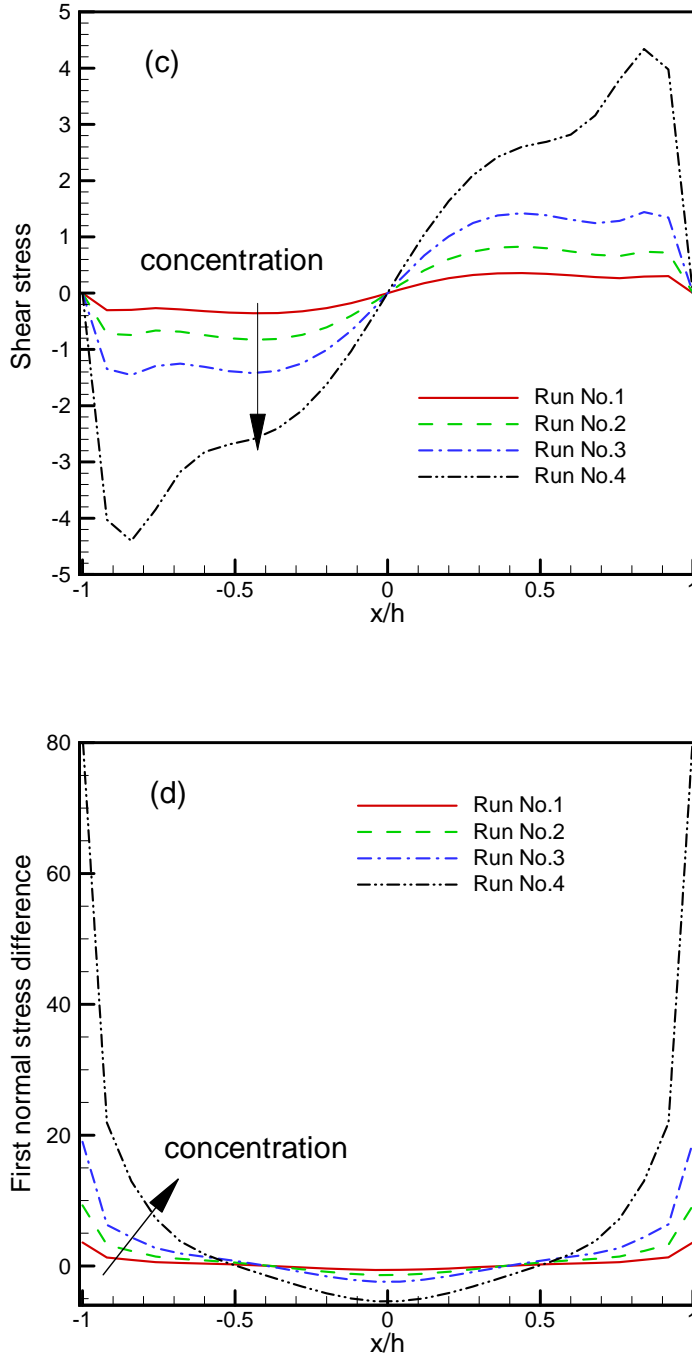 5
4
3
2
1
0
-1
-2
-3
-4
-5
Shear stress
(c)
concentration
Run No.1
Run No.2
Run No.3
Run No.4
-1
-0.5
0
0.5
1
x/h
80
60
40
20
0
First normal stress difference
(d)
Run No.1
Run No.2
Run No.3
Run No.4
concentration
-1
-0.5
0
0.5
1
x/h